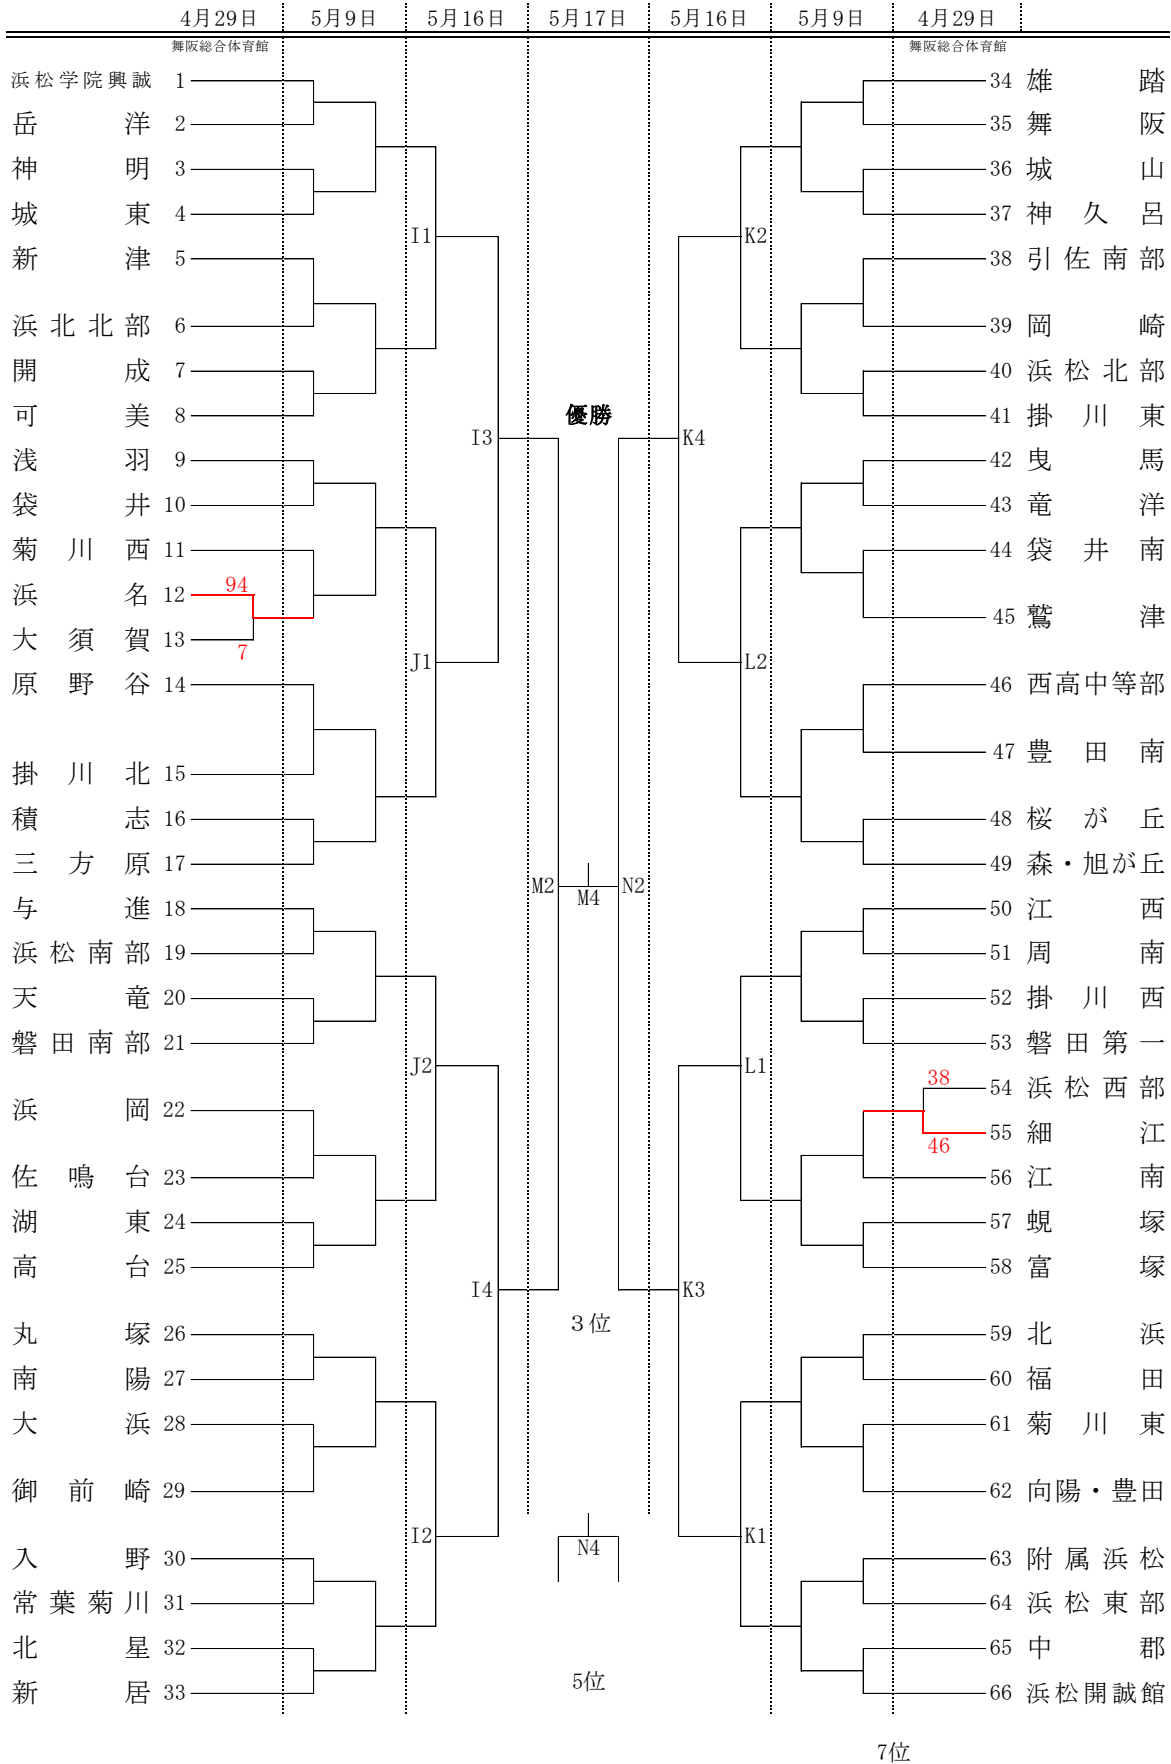 4月29日 5月9日 5月16日 5月17日 5月16日 5月9日 4月29日
舞阪総合体育館 舞阪総合体育館
浜松学院興誠 1 34 雄踏
岳洋 2 35 舞阪
神明 3 36 城山
城東 4 37 神久呂
I1 K2
新津 5 38 引佐南部
浜北北部 6 39 岡崎
開成 7 40 浜松北部
可美 8 優勝 41 掛川東
I3 K4
浅羽 9 42 曳馬
袋井 10 43 竜洋
菊川西 11 44 袋井南
94
浜名 12 45 鷲津
大須賀 13
7
J1 L2
原野谷 14 46 西高中等部
47 豊田南
掛川北 15
積志 16 48 桜が丘
三方原 17 49 森・旭が丘
M2 M4 N2
与進 18 50 江西
浜松南部 19 51 周南
天竜 20 52 掛川西
磐田南部 21 53 磐田第一
J2 L1
38
54 浜松西部
浜岡 22 55 細江
46
佐鳴台 23 56 江南
湖東 24 57 蜆塚
高台 25 58 富塚
I4 K3
3位
丸塚 26 59 北浜
南陽 27 60 福田
大浜 28 61 菊川東
御前崎 29 62 向陽・豊田
I2 N4 K1
入野 30 63 附属浜松
常葉菊川 31 64 浜松東部
北星 32 65 中郡
5位
新居 33 66 浜松開誠館
7位